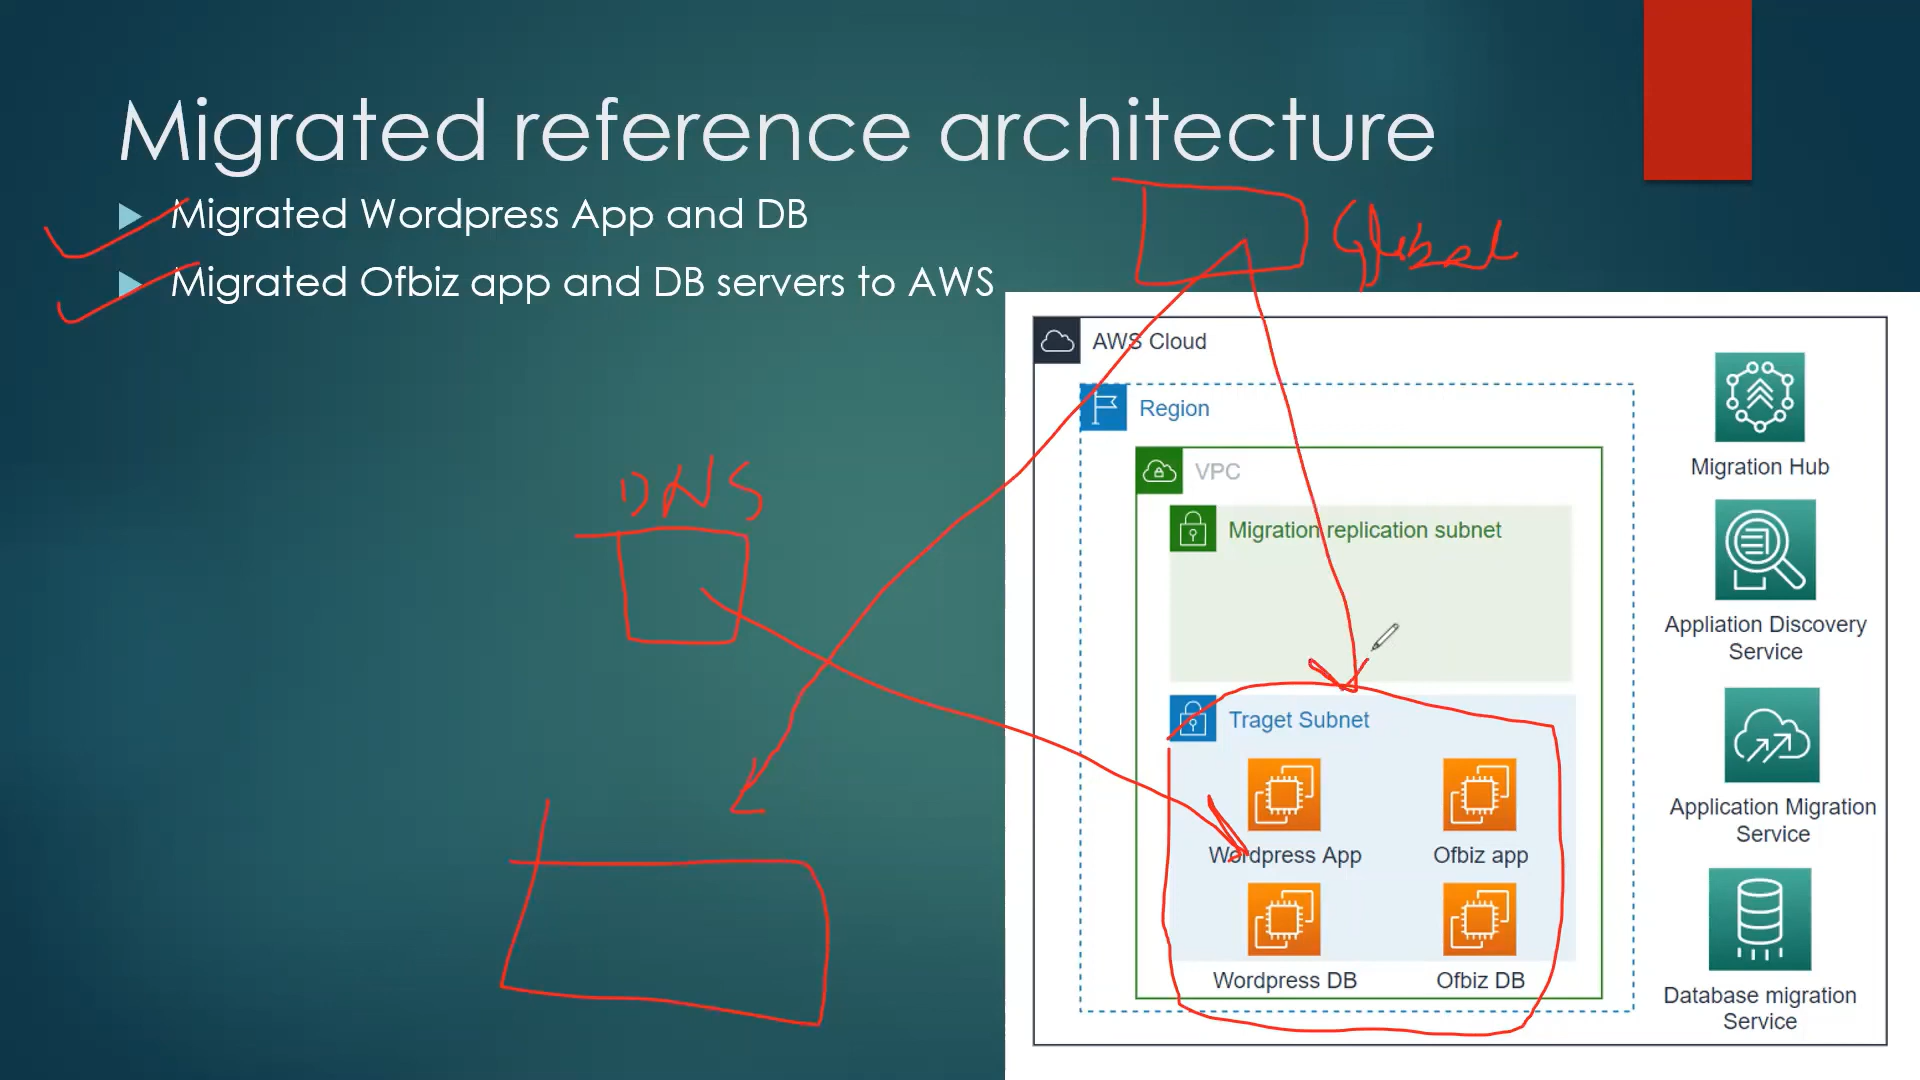 Migrated reference architecture
Migrated Wordpress App and DB
Migrated Ofbiz app and DB servers to AWS
Global
DNS
AWS Cloud
Region
VPC
Migration replication subnet
Traget Subnet
Wordpress App
Ofbiz app
Wordpress DB
Ofbiz DB
Migration Hub
Appliation Discovery
Service
Application Migration
Service
Database migration
Service